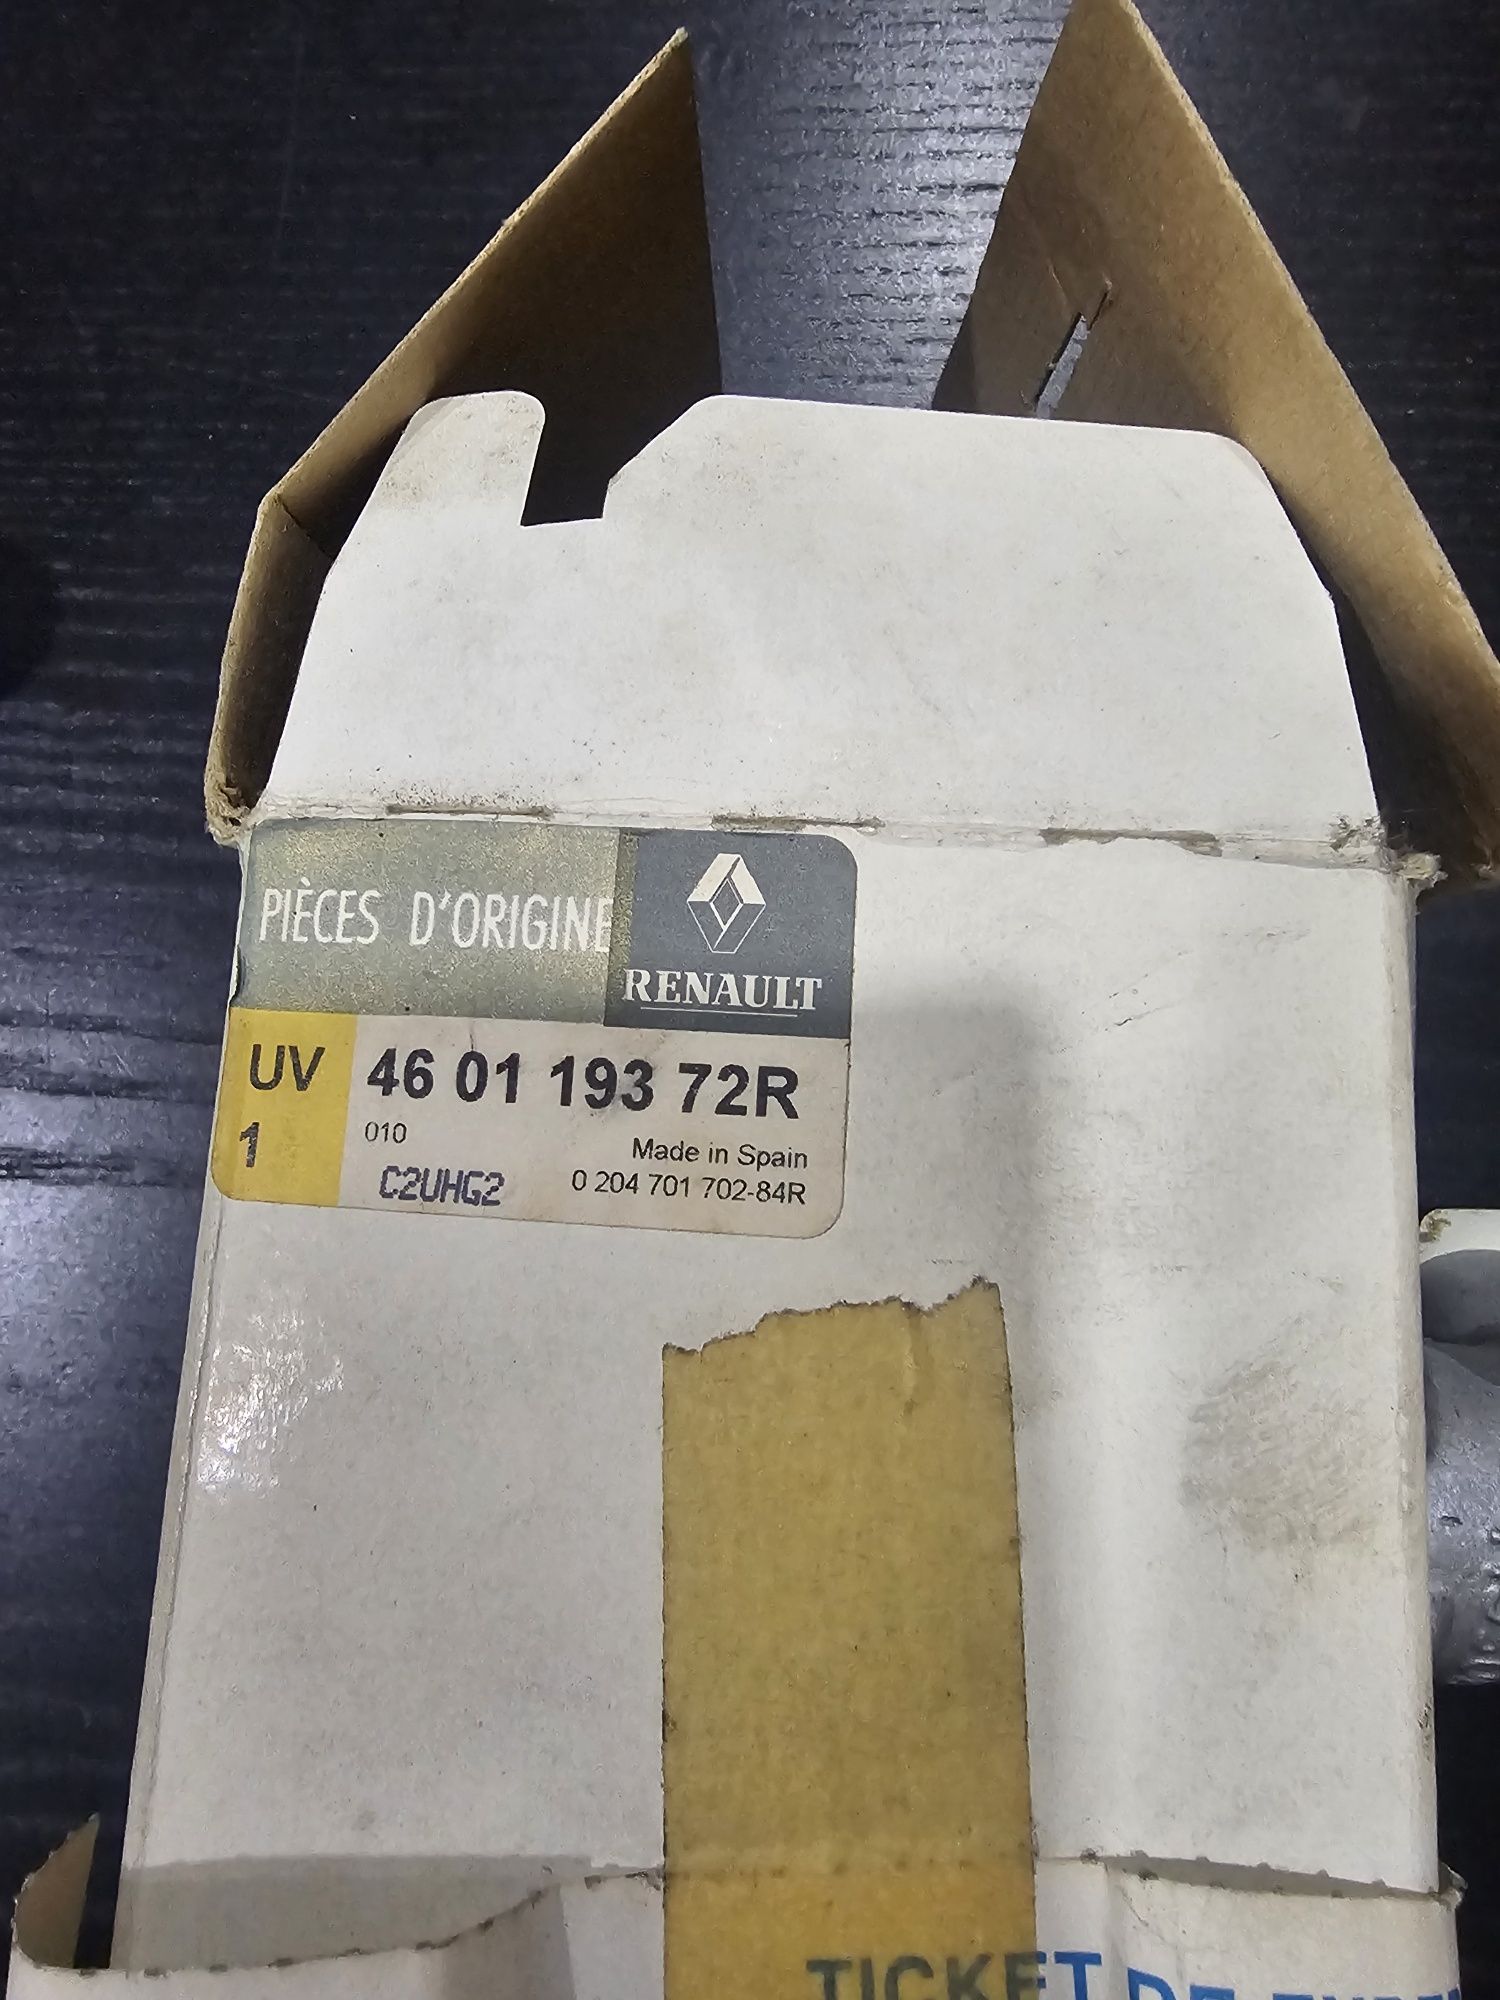 PIÈCES D'ORIGINE
RENAULT
UV 46 01 193 72R
1
010
Made in Spain
C2UHG2
0 204 701 702-84R
TICKET DE